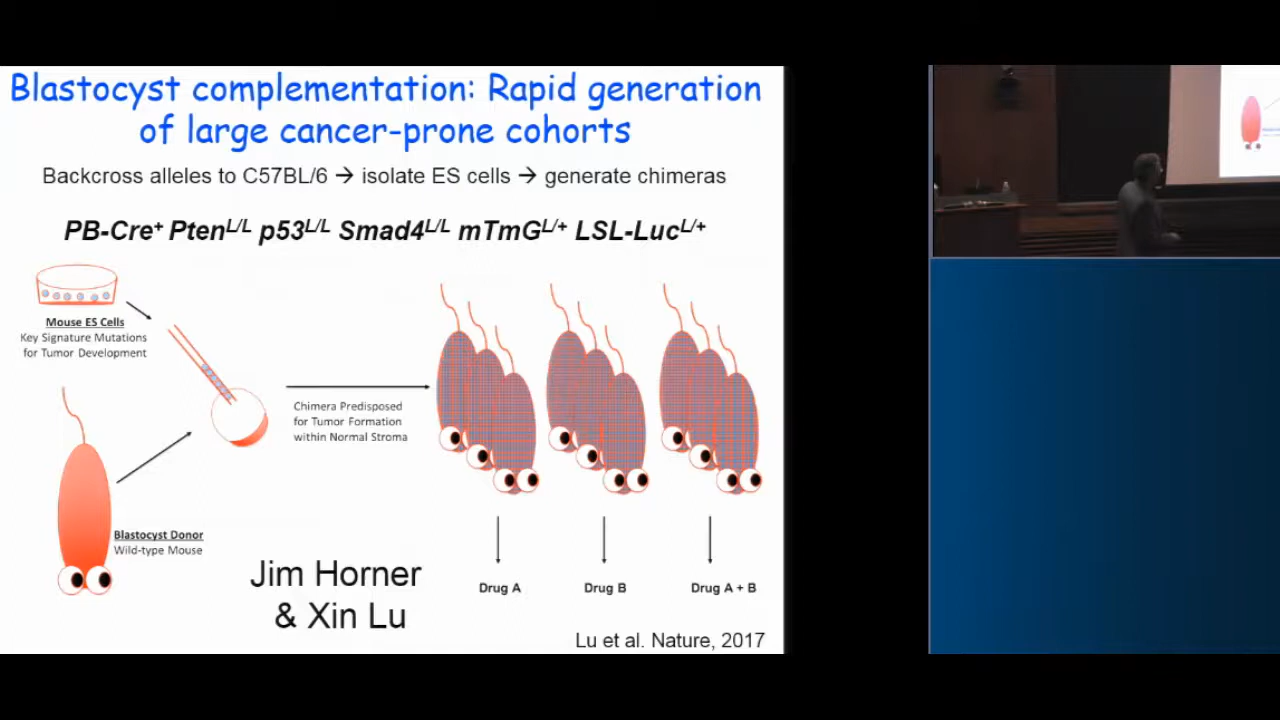 Blastocyst complementation: Rapid generation
of large cancer-prone cohorts
Backcross alleles to C57BL/6 → isolate ES cells → generate chimeras
PB-Cre⁺ Pten^L/L p53^L/L Smad4^L/L mTmG^L/+ LSL-Luc^L/+
Mouse ES Cells
Key Signature Mutations
for Tumor Development
Chimera Predisposed
for Tumor Formation
within Normal Stroma
Blastocyst Donor
Wild-type Mouse
Jim Horner
& Xin Lu
Drug A
Drug B
Drug A + B
Lu et al. Nature, 2017